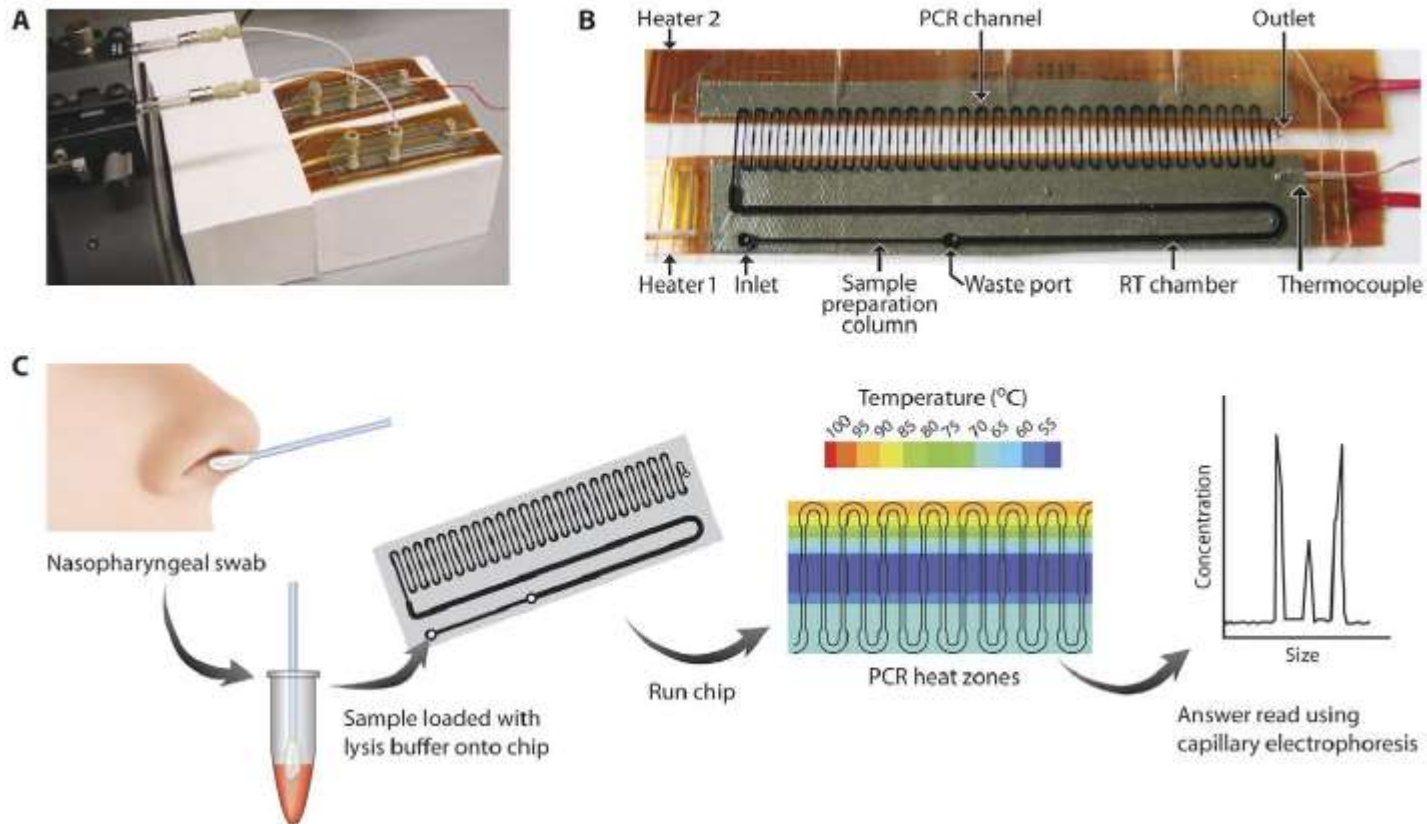 A
B
Heater 2
PCR channel
Outlet
Heater 1
Inlet
Sample
preparation
column
Waste port
RT chamber
Thermocouple
C
Nasopharyngeal swab
Sample loaded with
lysis buffer onto chip
Run chip
Temperature (°C)
100 95 90 85 80 75 70 65 60 55
PCR heat zones
Concentration
Size
Answer read using
capillary electrophoresis